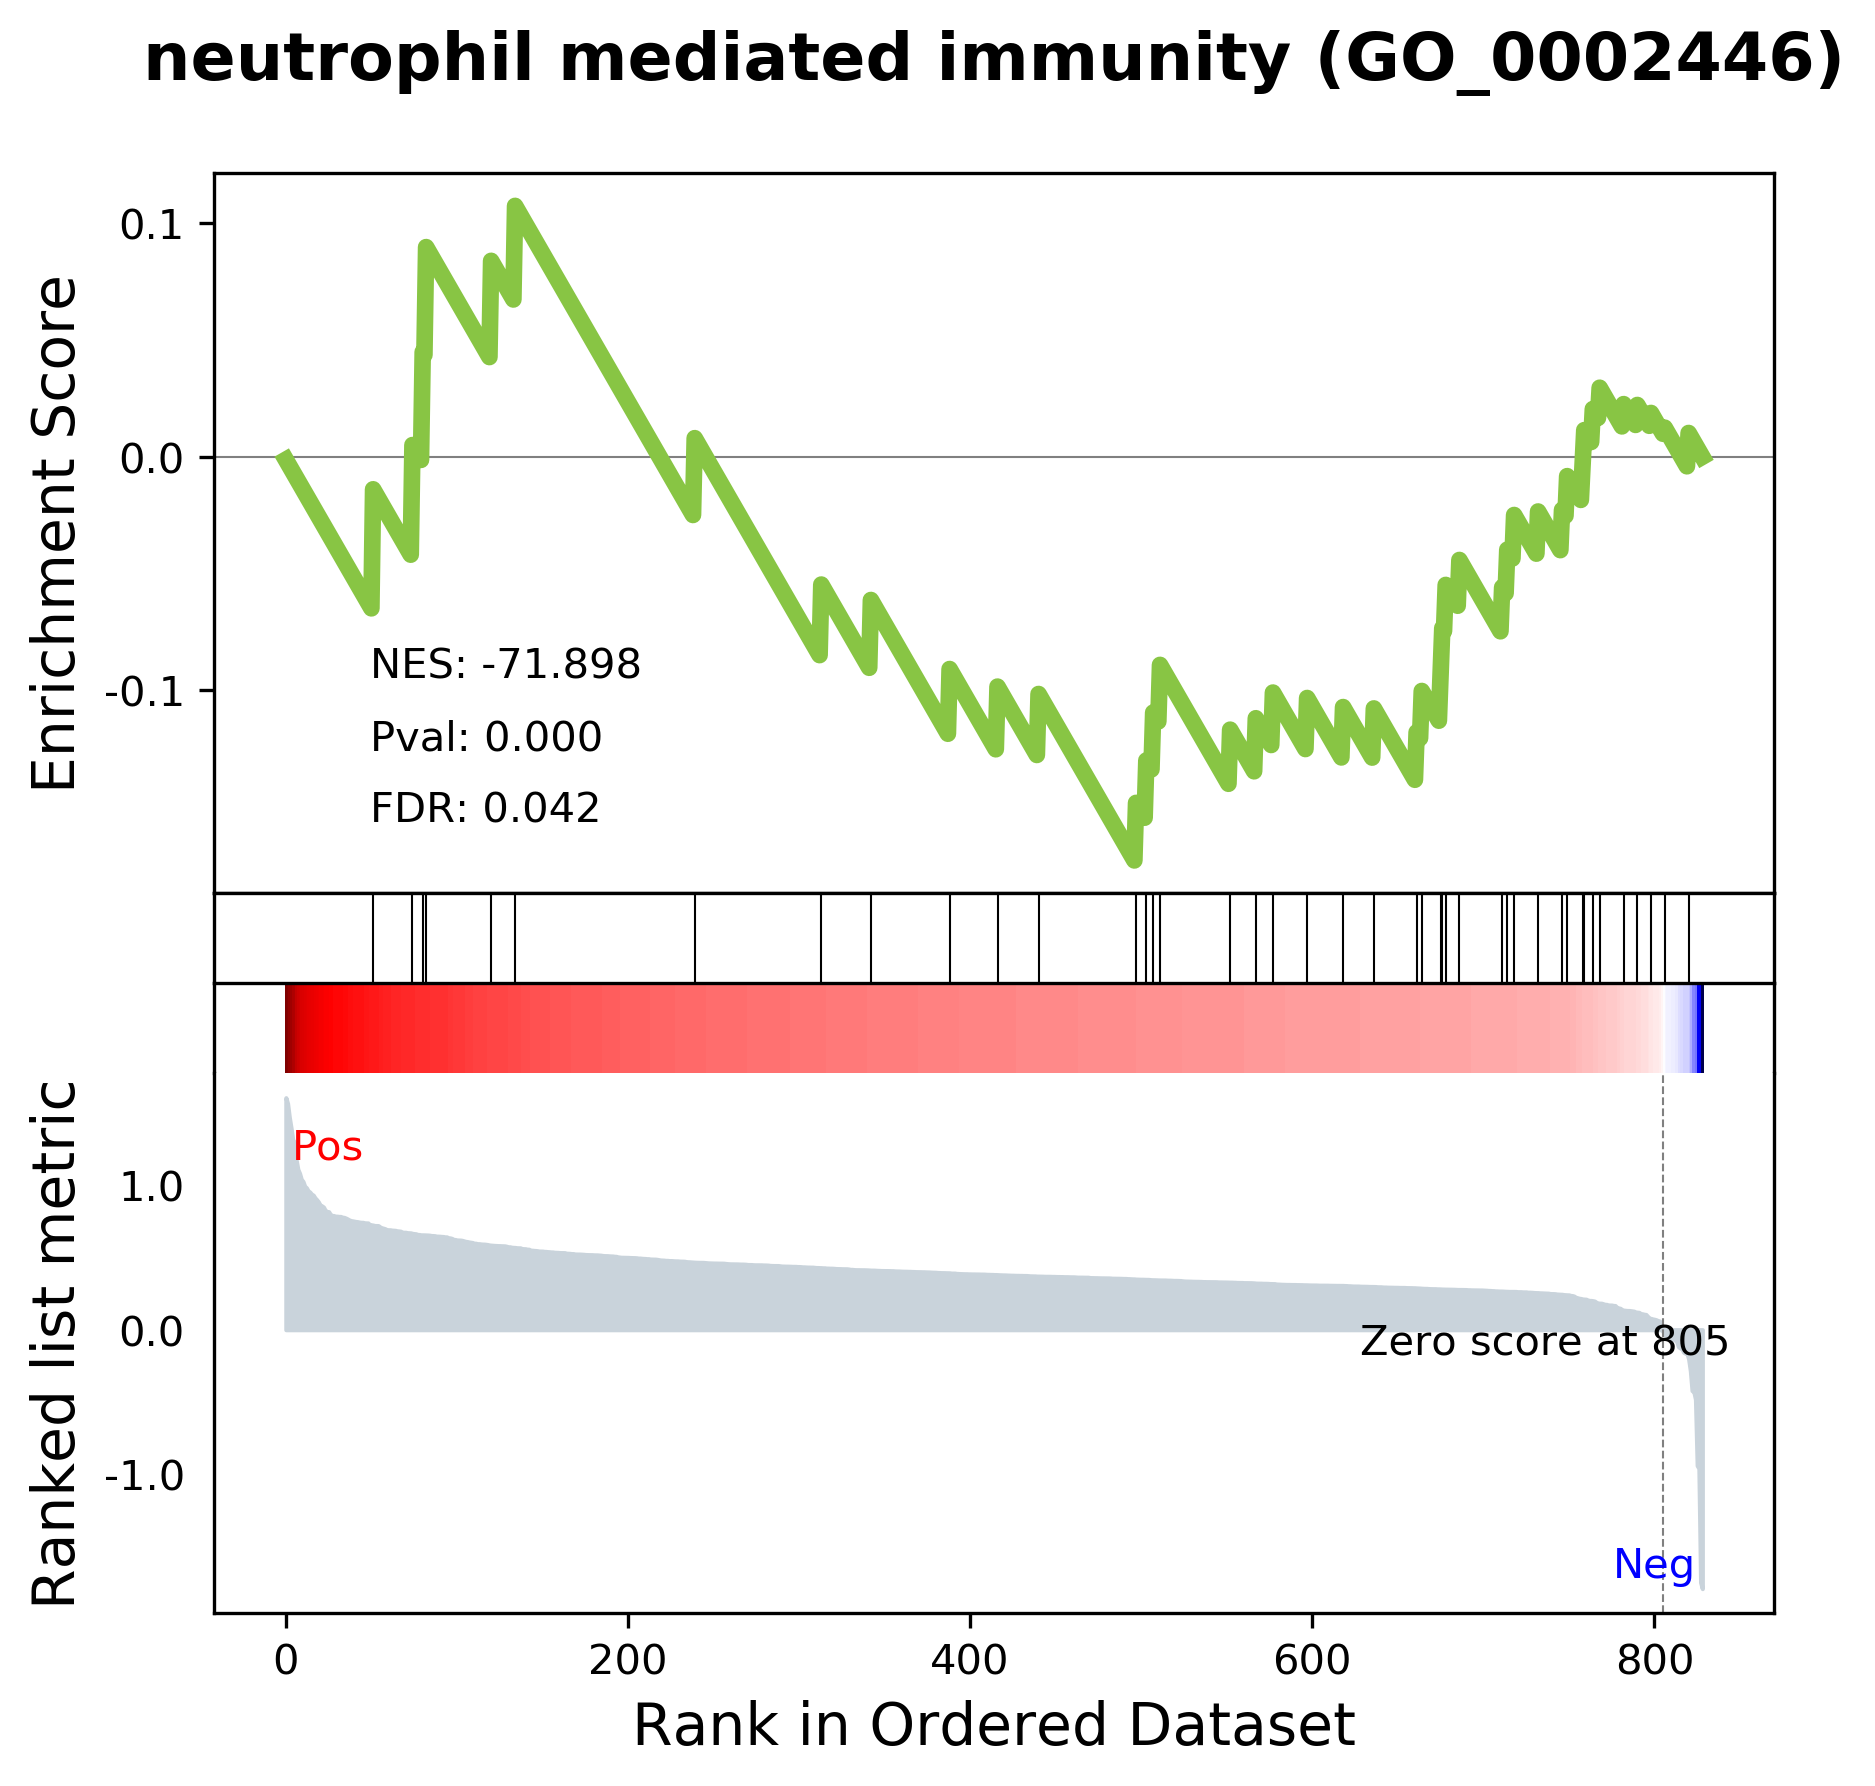 neutrophil mediated immunity (GO_0002446)
Enrichment Score
0.1
0.0
-0.1
NES: -71.898
Pval: 0.000
FDR: 0.042
Ranked list metric
Pos
1.0
0.0
-1.0
Zero score at 805
Neg
0 200 400 600 800
Rank in Ordered Dataset